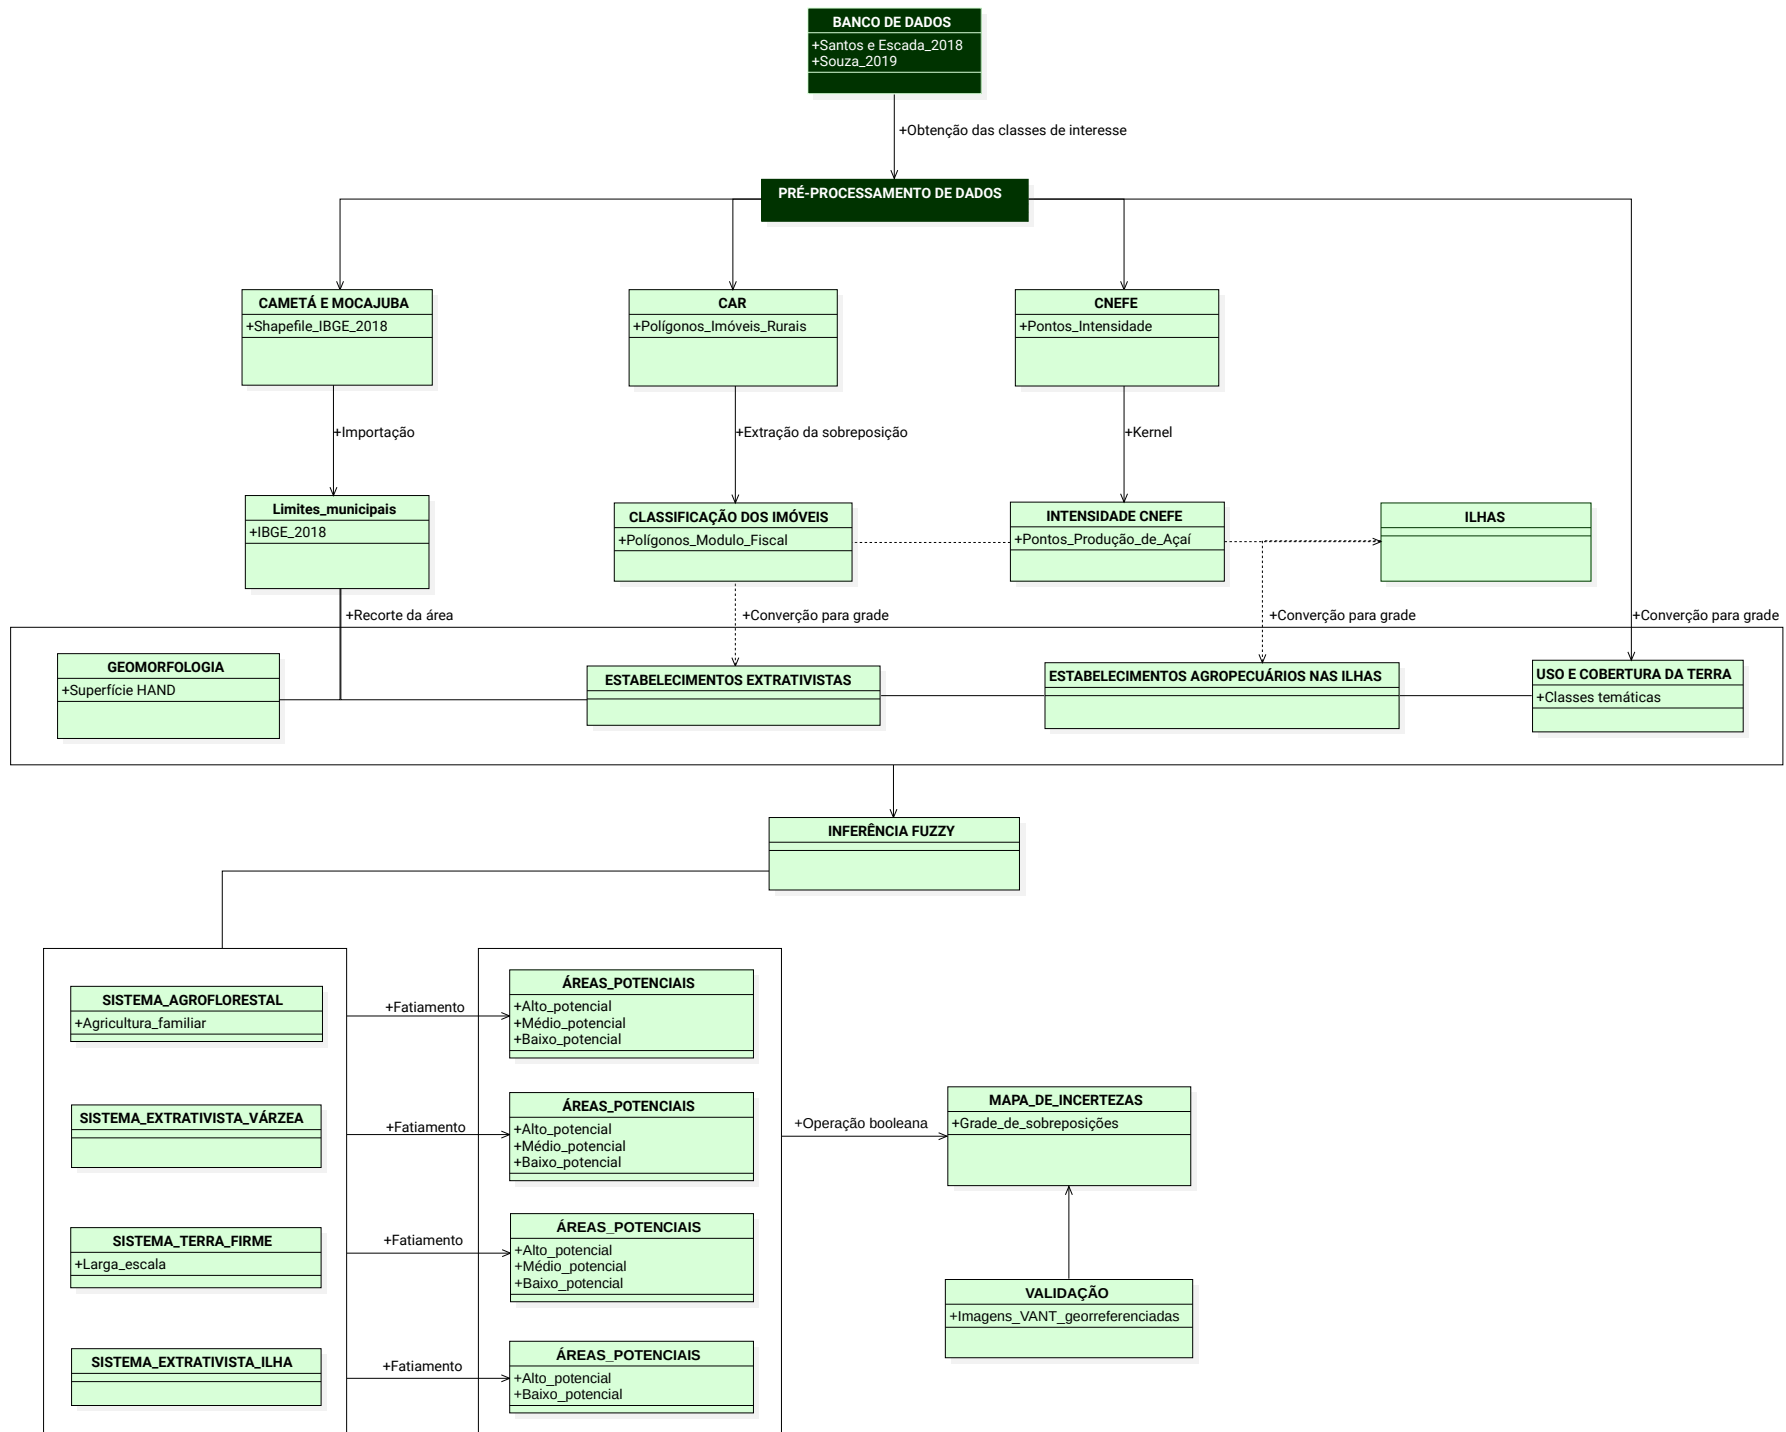 BANCO DE DADOS
+Santos e Escada_2018
+Souza_2019
+Obtenção das classes de interesse
PRÉ-PROCESSAMENTO DE DADOS
CAMETÁ E MOCAJUBA
+Shapefile_IBGE_2018
CAR
+Polígonos_Imóveis_Rurais
CNEFE
+Pontos_Intensidade
+Importação
+Extração da sobreposição
+Kernel
Limites_municipais
+IBGE_2018
CLASSIFICAÇÃO DOS IMÓVEIS
+Polígonos_Modulo_Fiscal
INTENSIDADE CNEFE
+Pontos_Produção_de_Açaí
ILHAS
+Recorte da área
+Converção para grade
+Converção para grade
+Converção para grade
GEOMORFOLOGIA
+Superfície HAND
ESTABELECIMENTOS EXTRATIVISTAS
ESTABELECIMENTOS AGROPECUÁRIOS NAS ILHAS
USO E COBERTURA DA TERRA
+Classes temáticas
INFERÊNCIA FUZZY
SISTEMA_AGROFLORESTAL
+Agricultura_familiar
+Fatiamento
ÁREAS_POTENCIAIS
+Alto_potencial
+Médio_potencial
+Baixo_potencial
SISTEMA_EXTRATIVISTA_VÁRZEA
+Fatiamento
ÁREAS_POTENCIAIS
+Alto_potencial
+Médio_potencial
+Baixo_potencial
+Operação booleana
MAPA_DE_INCERTEZAS
+Grade_de_sobreposições
SISTEMA_TERRA_FIRME
+Larga_escala
+Fatiamento
ÁREAS_POTENCIAIS
+Alto_potencial
+Médio_potencial
+Baixo_potencial
VALIDAÇÃO
+Imagens_VANT_georreferenciadas
SISTEMA_EXTRATIVISTA_ILHA
+Fatiamento
ÁREAS_POTENCIAIS
+Alto_potencial
+Baixo_potencial